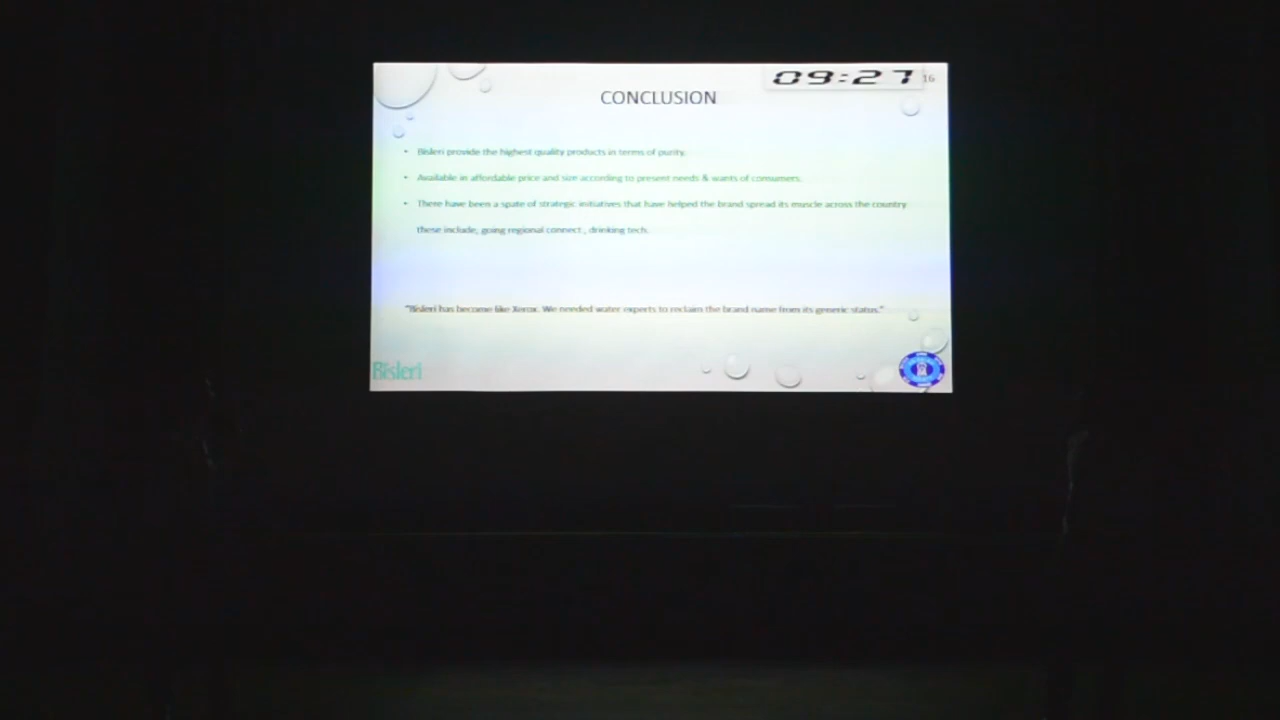 09:27
16
CONCLUSION
• Bisleri provide the highest quality products in terms of purity.
• Available in affordable price and size according to present needs & wants of consumers.
• There have been a spate of strategic initiatives that have helped the brand spread its muscle across the country
these include, going regional connect , drinking tech.
"Bisleri has become like Xerox. We needed water experts to reclaim the brand name from its generic status."
Bisleri